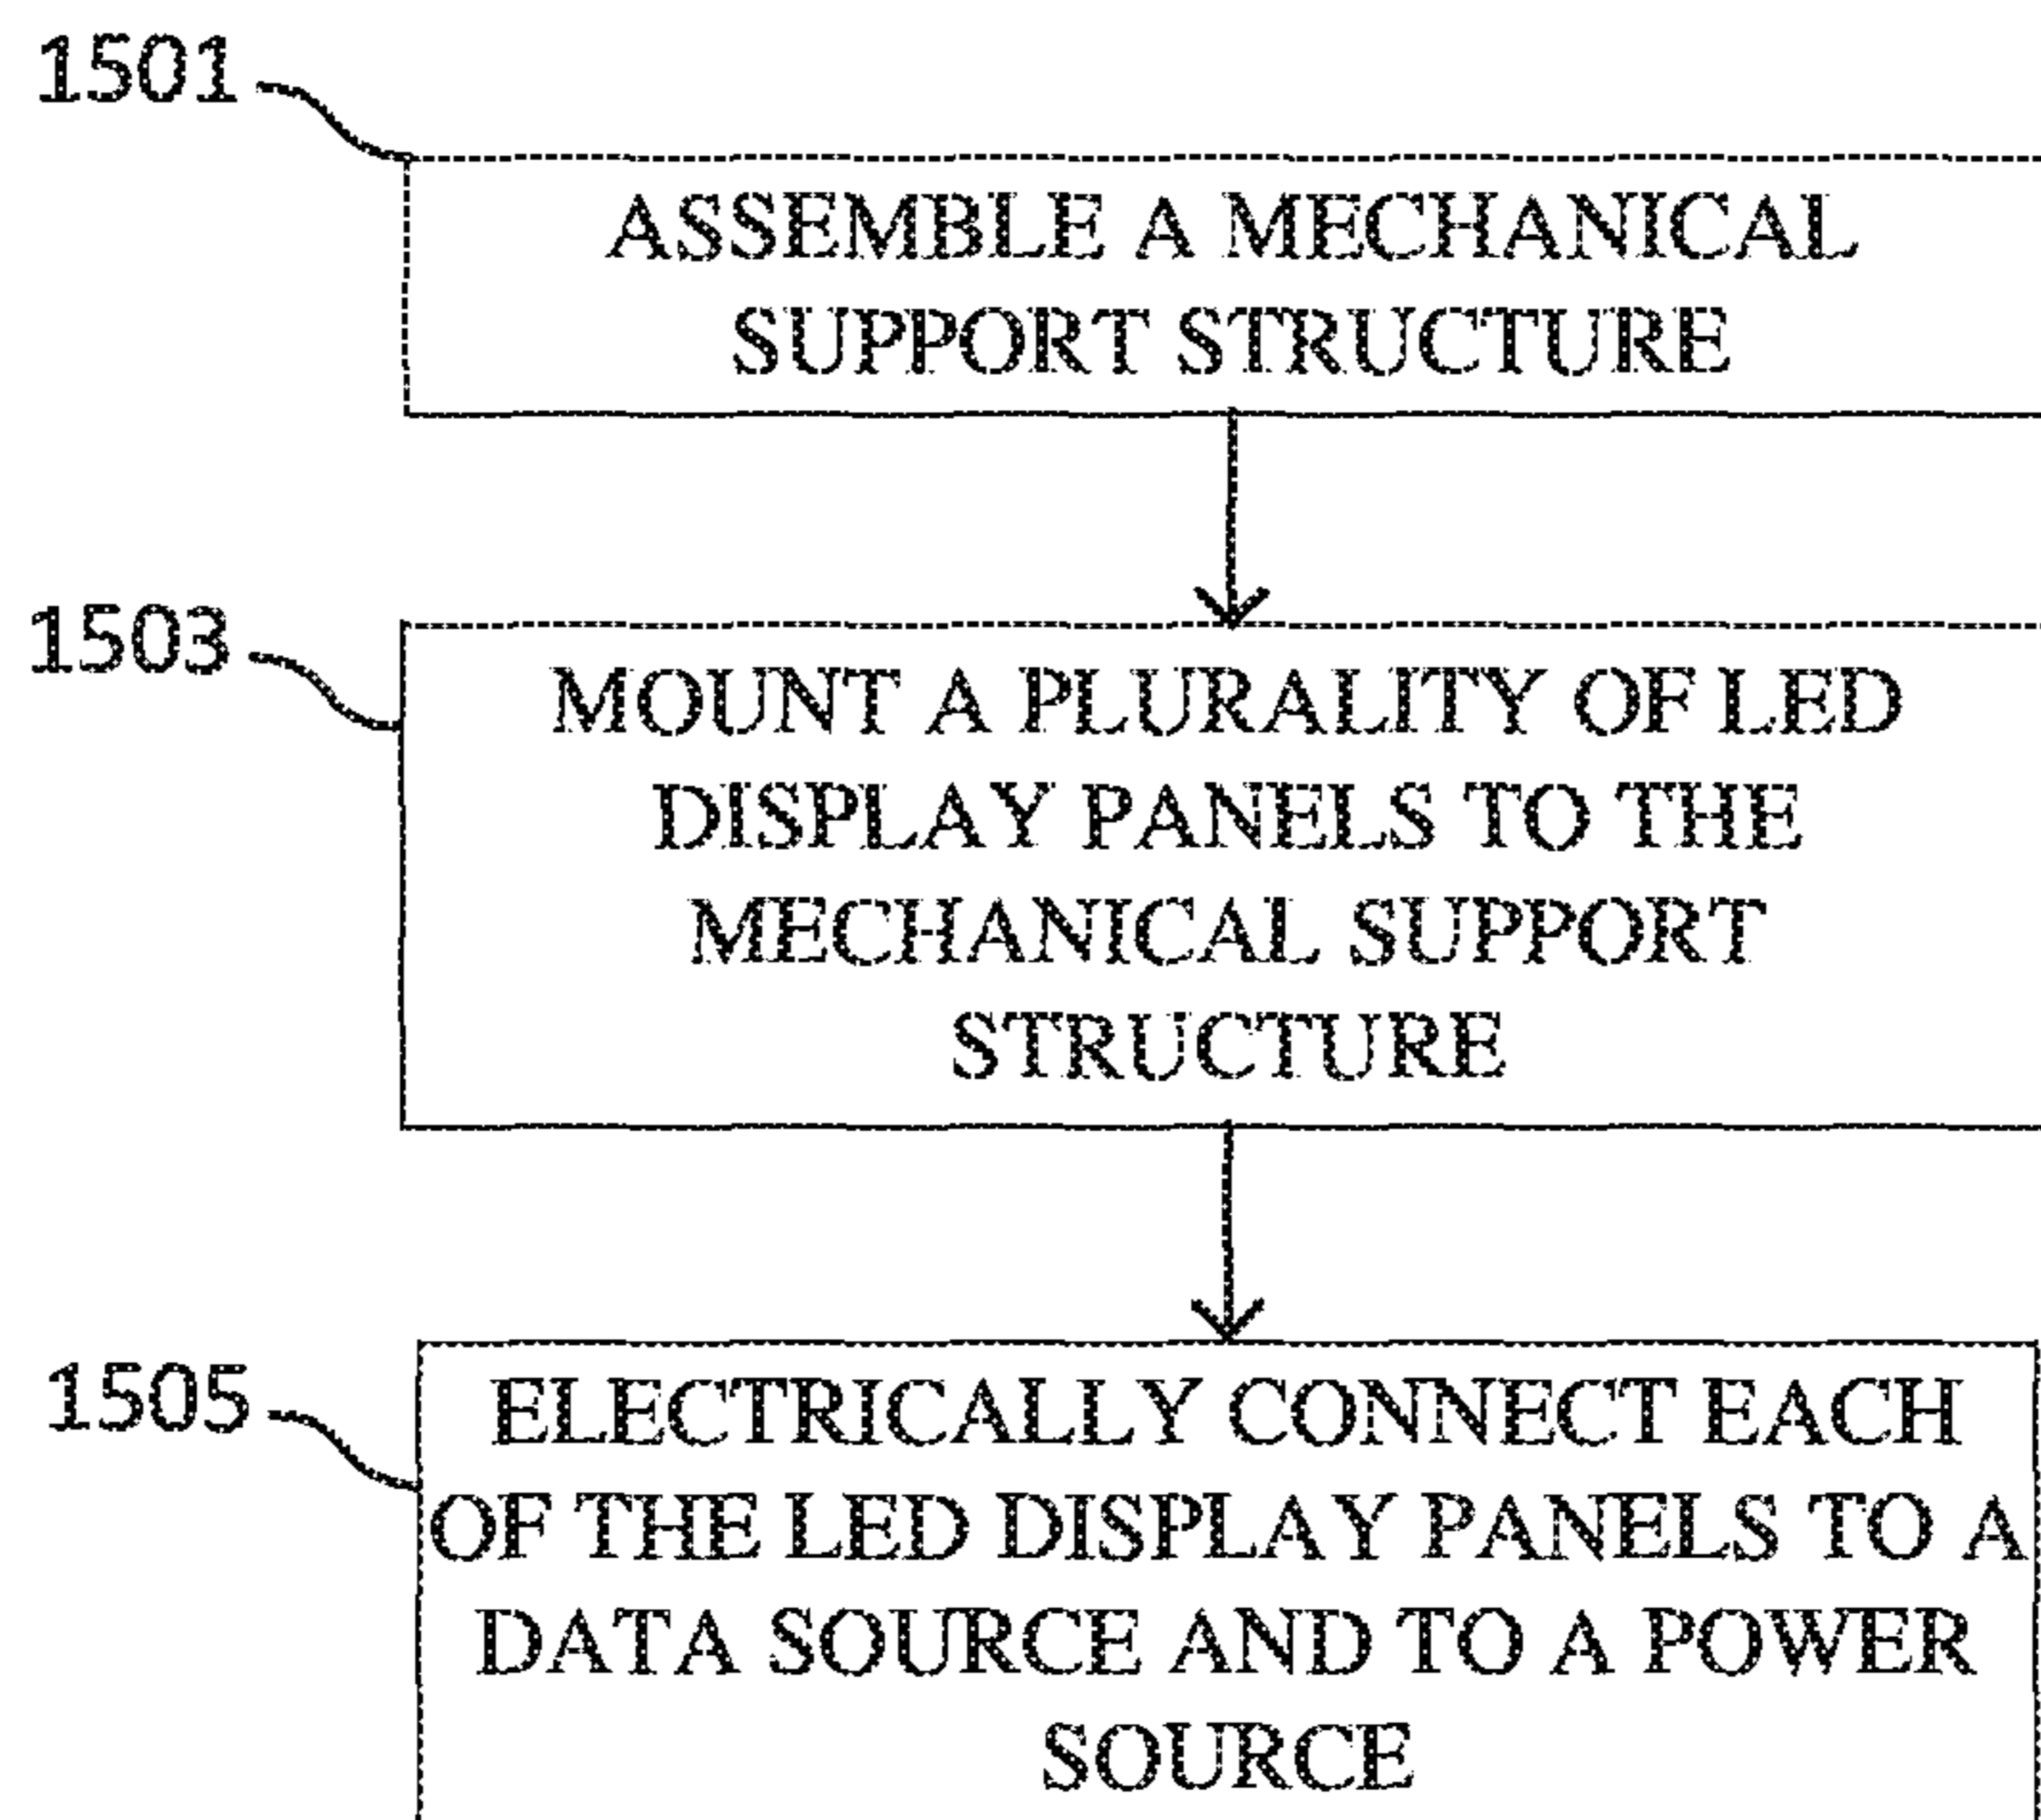 1501
ASSEMBLE A MECHANICAL
SUPPORT STRUCTURE
1503
MOUNT A PLURALITY OF LED
DISPLAY PANELS TO THE
MECHANICAL SUPPORT
STRUCTURE
1505
ELECTRICALLY CONNECT EACH
OF THE LED DISPLAY PANELS TO A
DATA SOURCE AND TO A POWER
SOURCE